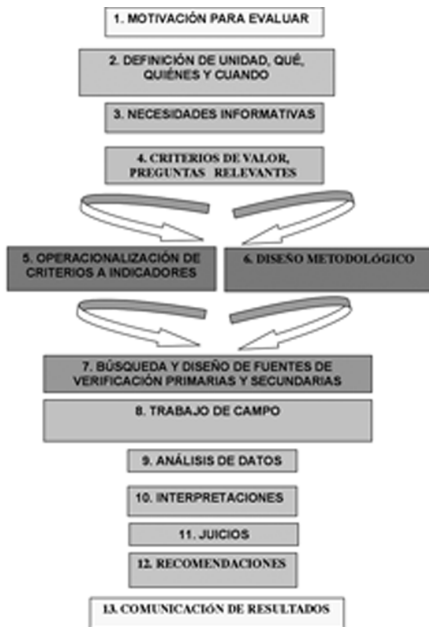 1. MOTIVACIÓN PARA EVALUAR
2. DEFINICIÓN DE UNIDAD, QUÉ,
QUIÉNES Y CUANDO
3. NECESIDADES INFORMATIVAS
4. CRITERIOS DE VALOR,
PREGUNTAS RELEVANTES
5. OPERACIONALIZACIÓN DE
CRITERIOS A INDICADORES
6. DISEÑO METODOLÓGICO
7. BÚSQUEDA Y DISEÑO DE FUENTES DE
VERIFICACIÓN PRIMARIAS Y SECUNDARIAS
8. TRABAJO DE CAMPO
9. ANÁLISIS DE DATOS
10. INTERPRETACIONES
11. JUICIOS
12. RECOMENDACIONES
13. COMUNICACIÓN DE RESULTADOS